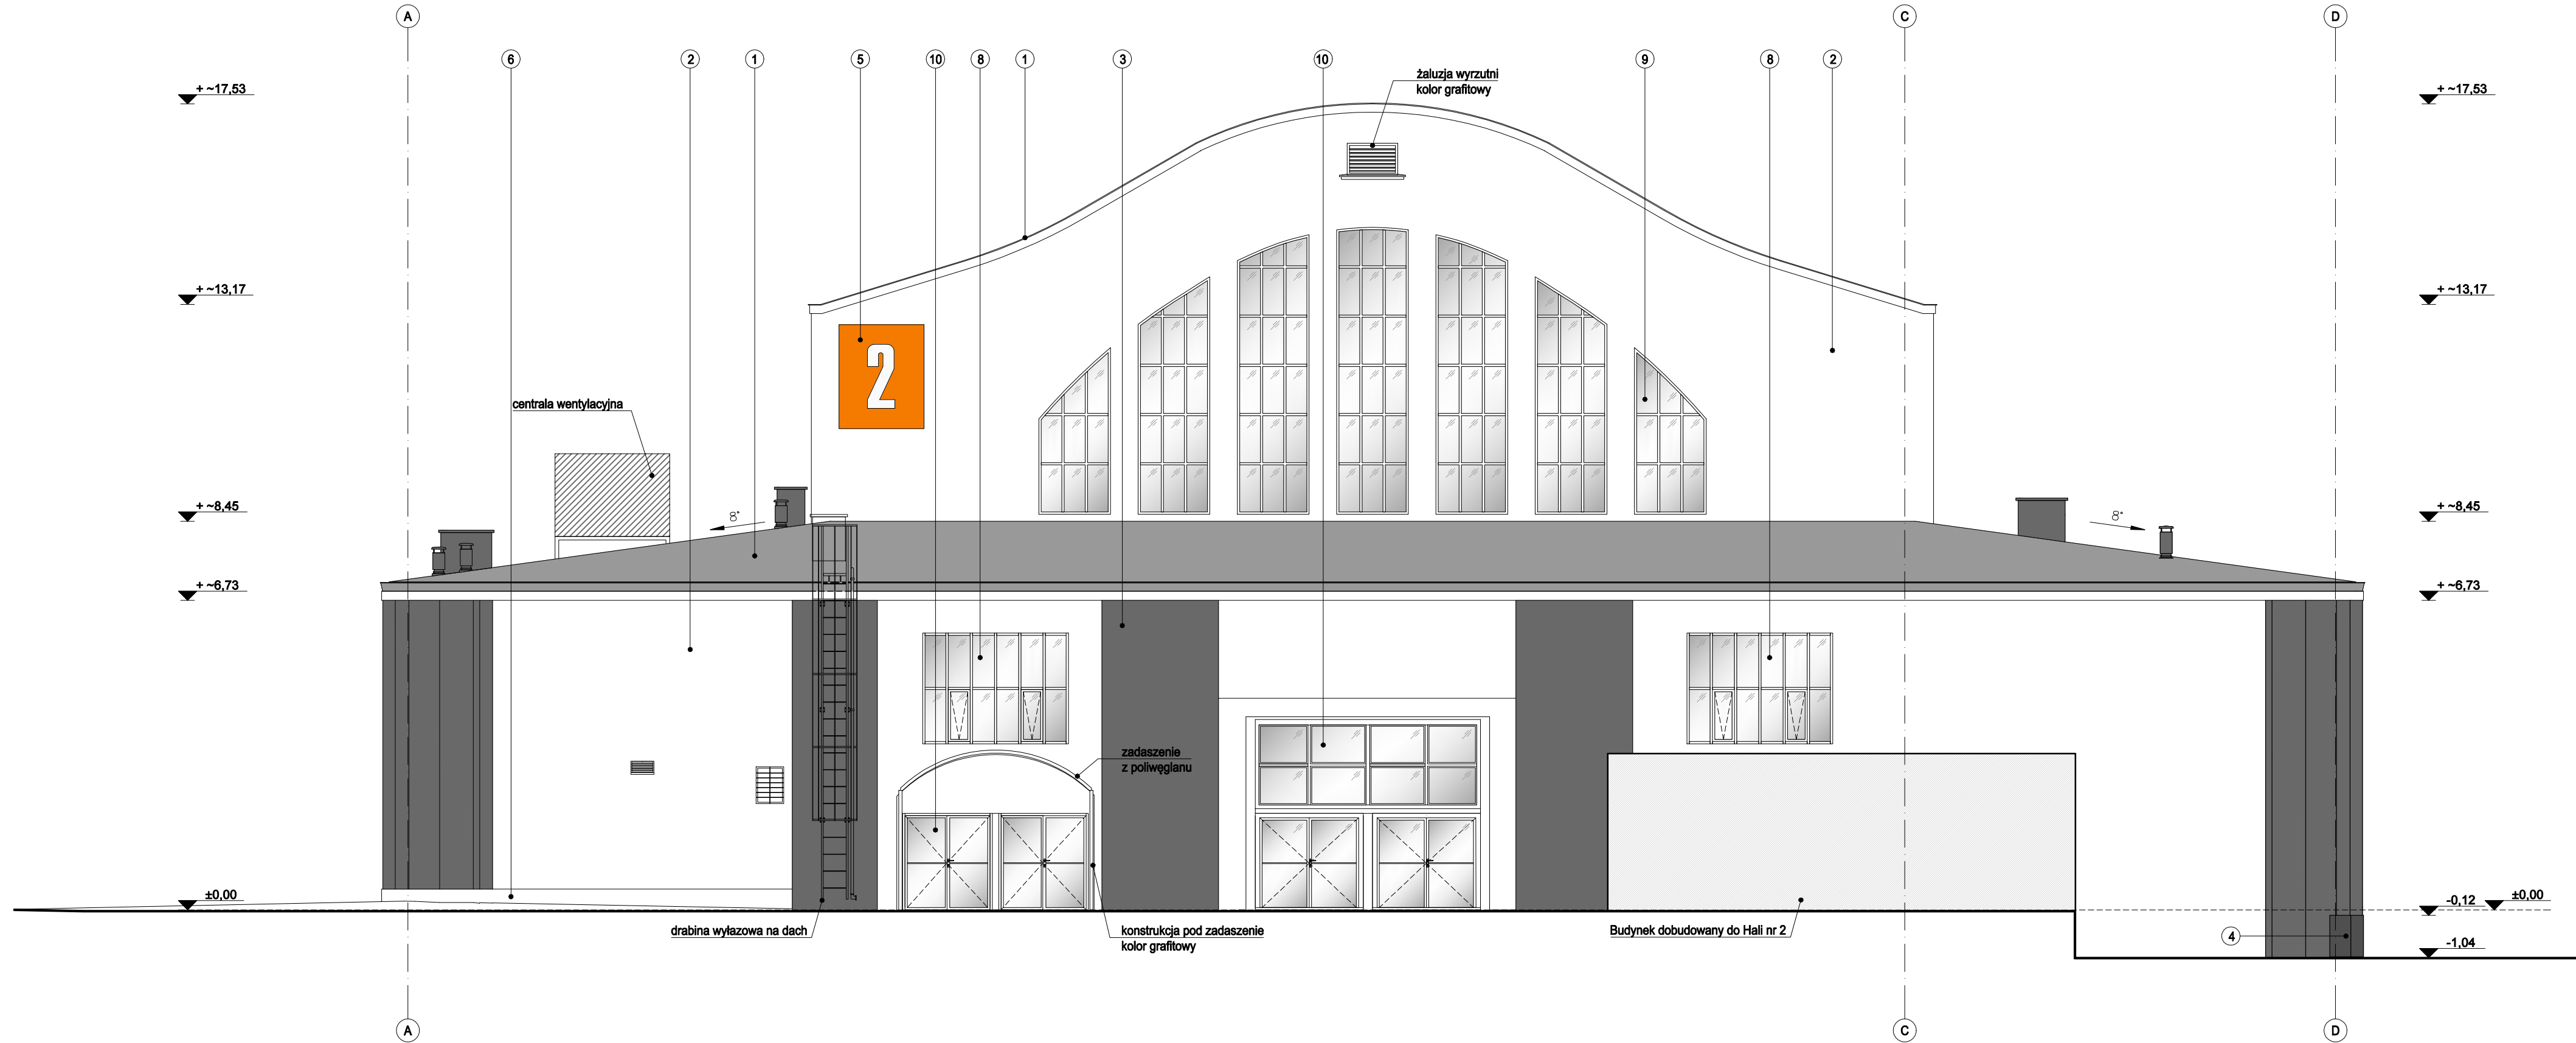 A
C
D
6
2
1
5
10
8
1
3
10
9
8
2
żaluzja wyrzutni
kolor grafitowy
+ ~17,53
+ ~17,53
+ ~13,17
+ ~13,17
2
centrala wentylacyjna
+ ~8,45
8°
8°
+ ~8,45
+ ~6,73
+ ~6,73
zadaszenie
z poliwęglanu
±0,00
-0,12
±0,00
drabina wyłazowa na dach
konstrukcja pod zadaszenie
kolor grafitowy
Budynek dobudowany do Hali nr 2
4
-1,04
A
C
D